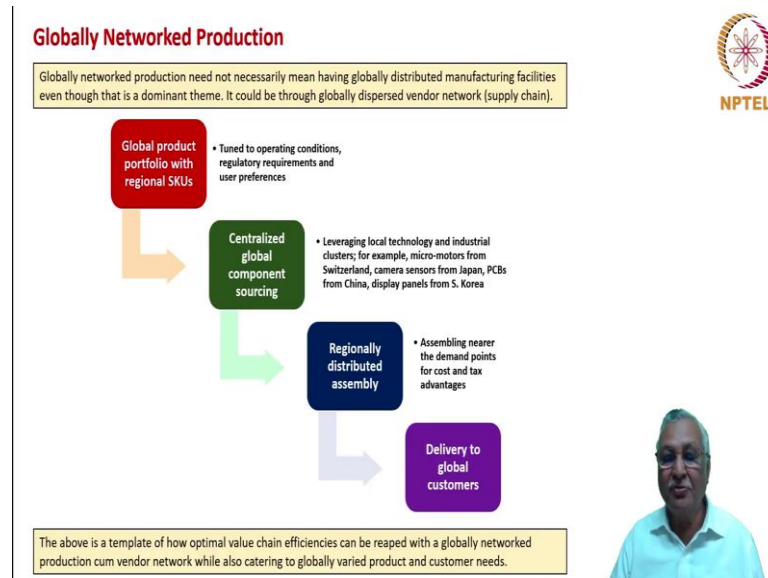 Globally Networked Production
Globally networked production need not necessarily mean having globally distributed manufacturing facilities
even though that is a dominant theme. It could be through globally dispersed vendor network (supply chain).
Global product
portfolio with
regional SKUs
• Tuned to operating conditions,
regulatory requirements and
user preferences
Centralized
global
component
sourcing
• Leveraging local technology and industrial
clusters; for example, micro-motors from
Switzerland, camera sensors from Japan, PCBs
from China, display panels from S. Korea
Regionally
distributed
assembly
• Assembling nearer
the demand points
for cost and tax
advantages
Delivery to
global
customers
The above is a template of how optimal value chain efficiencies can be reaped with a globally networked
production cum vendor network while also catering to globally varied product and customer needs.
NPTEL